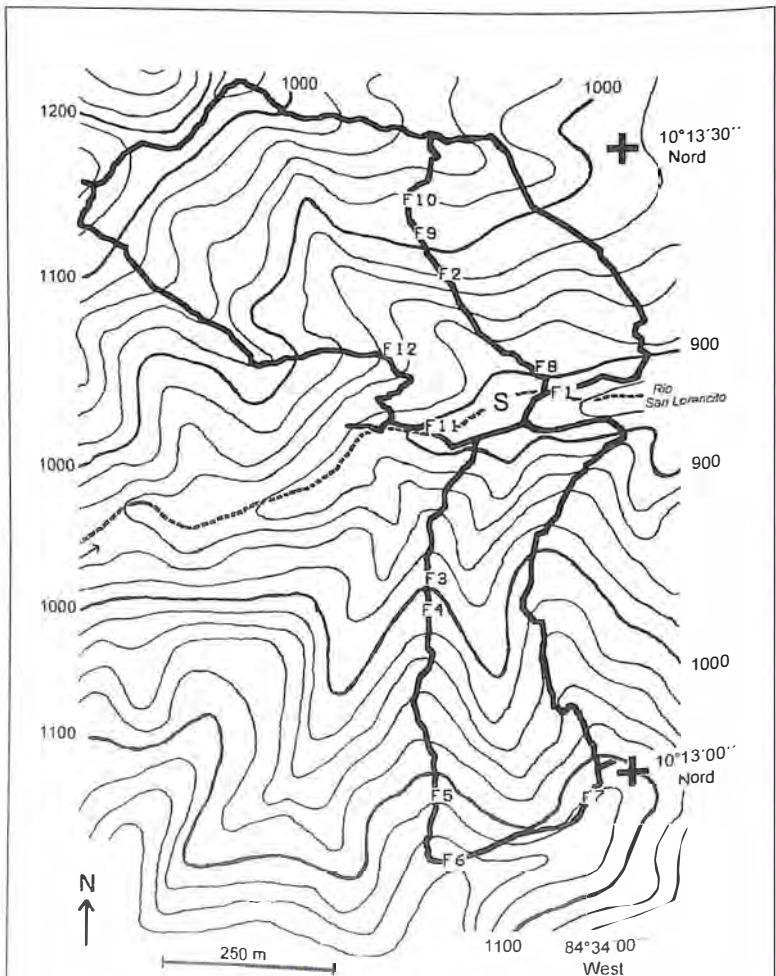 1000
1000
1200
10°13′30′′
Nord
F10
F9
1100
F2
F12
F8
900
F1
Rio
San Lorancito
S
F11
1000
900
F3
1000
F4
1000
1100
10°13′00′′
Nord
F5
F7
F6
N
250 m
1100
84°34′00′′
West